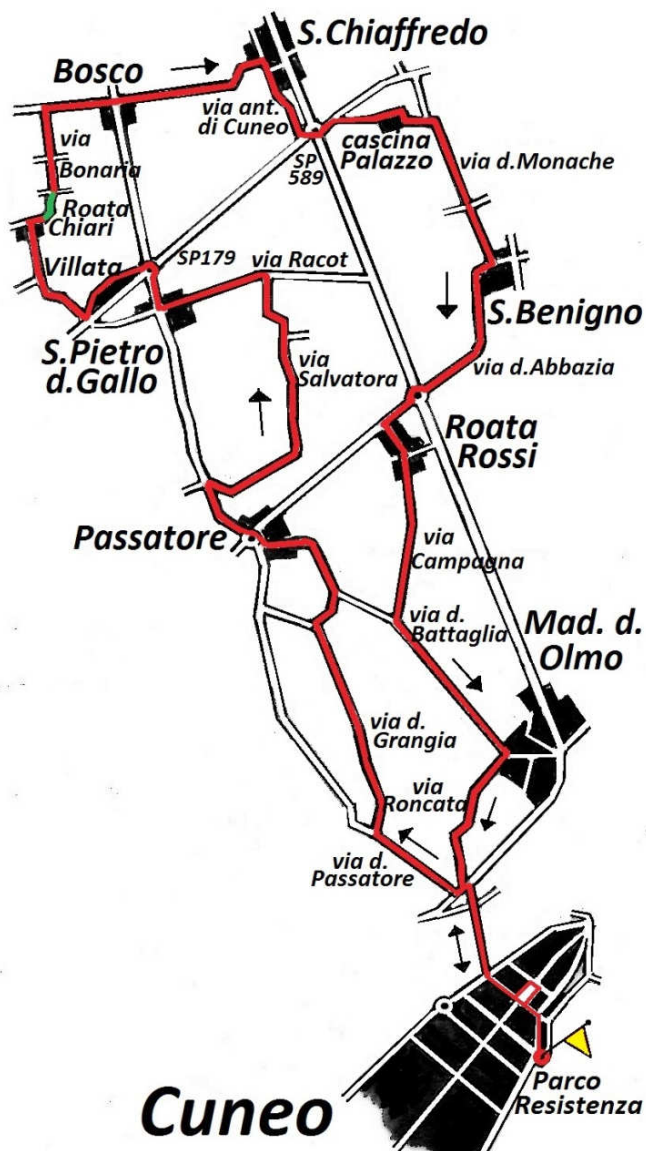 S.Chiaffredo
Bosco
via ant.
di Cuneo
via
Bonaria
cascina
Palazzo
SP
589
via d.Monache
Roata
Chiari
SP179
via Racot
Villata
S.Benigno
S.Pietro
d.Gallo
via
Salvatora
via d.Abbazia
Roata
Rossi
Passatore
via
Campagna
via d.
Battaglia
Mad. d.
Olmo
via d.
Grangia
via
Roncata
via d.
Passatore
Cuneo
Parco
Resistenza